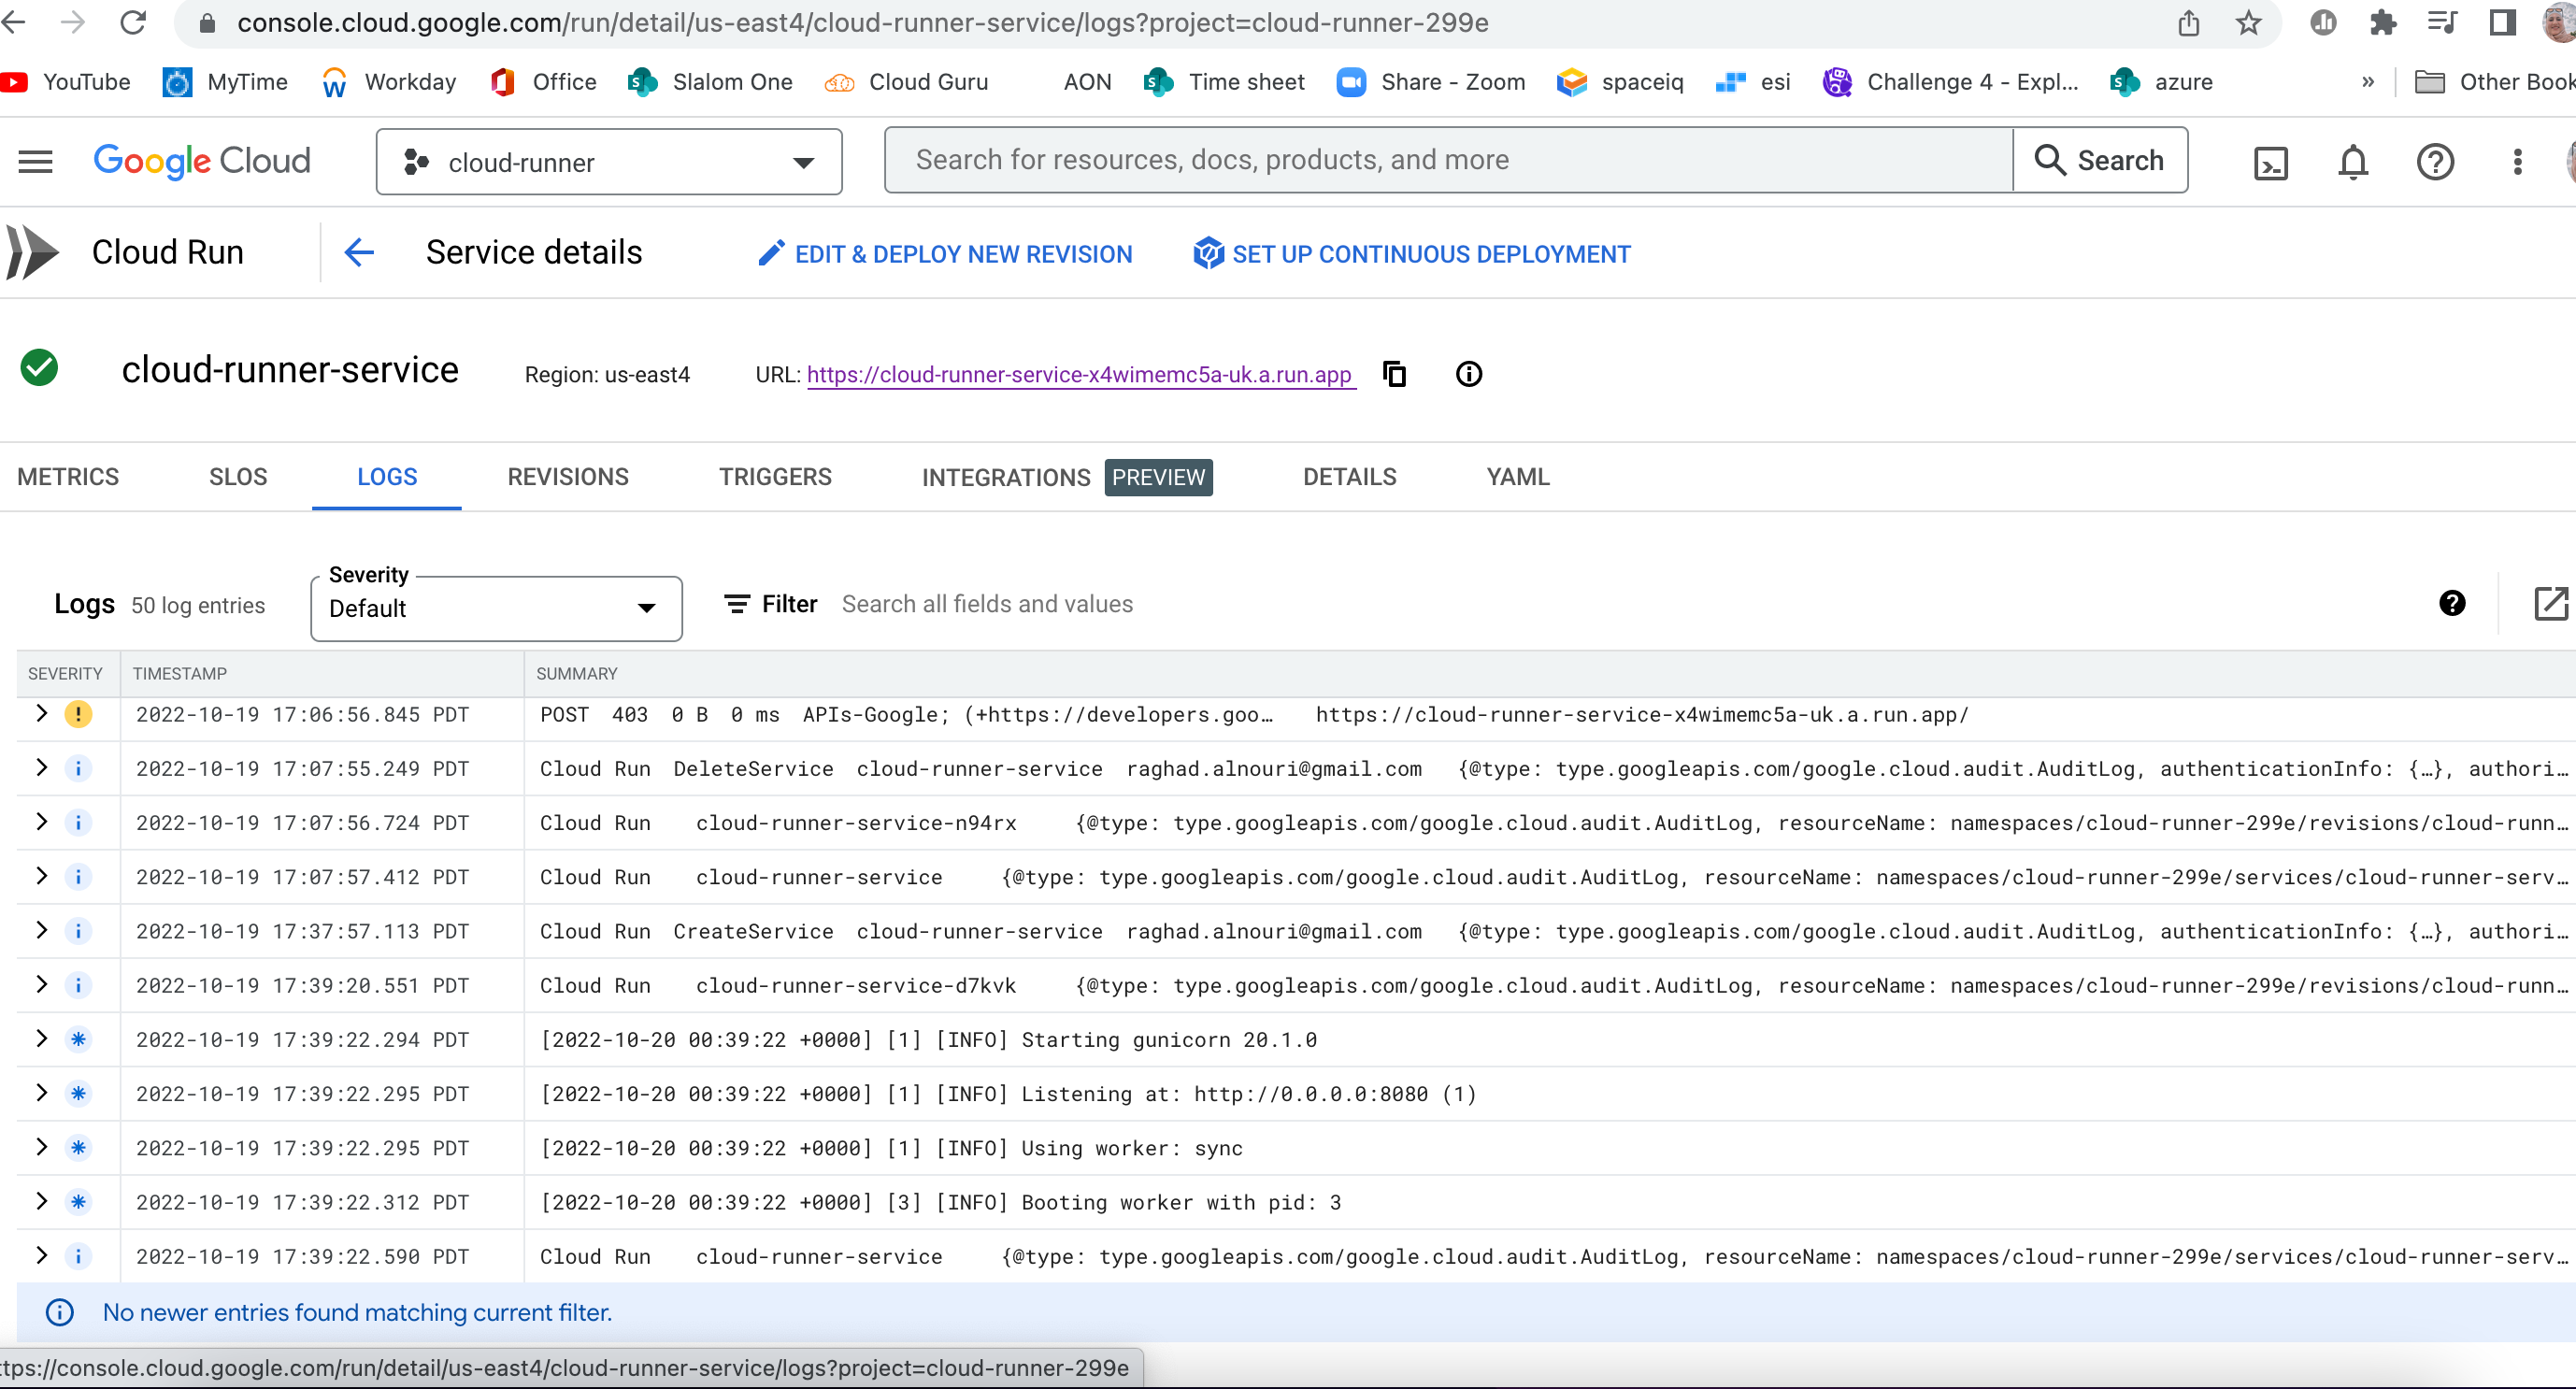 console.cloud.google.com/run/detail/us-east4/cloud-runner-service/logs?project=cloud-runner-299e
YouTube MyTime Workday Office Slalom One Cloud Guru AON Time sheet Share - Zoom spaceiq esi Challenge 4 - Expl... azure » Other Book
Google Cloud cloud-runner Search for resources, docs, products, and more Search
Cloud Run Service details EDIT & DEPLOY NEW REVISION SET UP CONTINUOUS DEPLOYMENT
cloud-runner-service Region: us-east4 URL: https://cloud-runner-service-x4wimemc5a-uk.a.run.app
METRICS SLOS LOGS REVISIONS TRIGGERS INTEGRATIONS PREVIEW DETAILS YAML
Severity
Logs 50 log entries Default Filter Search all fields and values
SEVERITY TIMESTAMP SUMMARY
2022-10-19 17:06:56.845 PDT POST 403 0 B 0 ms APIs-Google; (+https://developers.goo… https://cloud-runner-service-x4wimemc5a-uk.a.run.app/
2022-10-19 17:07:55.249 PDT Cloud Run DeleteService cloud-runner-service raghad.alnouri@gmail.com {@type: type.googleapis.com/google.cloud.audit.AuditLog, authenticationInfo: {…}, authori…
2022-10-19 17:07:56.724 PDT Cloud Run cloud-runner-service-n94rx {@type: type.googleapis.com/google.cloud.audit.AuditLog, resourceName: namespaces/cloud-runner-299e/revisions/cloud-runn…
2022-10-19 17:07:57.412 PDT Cloud Run cloud-runner-service {@type: type.googleapis.com/google.cloud.audit.AuditLog, resourceName: namespaces/cloud-runner-299e/services/cloud-runner-serv…
2022-10-19 17:37:57.113 PDT Cloud Run CreateService cloud-runner-service raghad.alnouri@gmail.com {@type: type.googleapis.com/google.cloud.audit.AuditLog, authenticationInfo: {…}, authori…
2022-10-19 17:39:20.551 PDT Cloud Run cloud-runner-service-d7kvk {@type: type.googleapis.com/google.cloud.audit.AuditLog, resourceName: namespaces/cloud-runner-299e/revisions/cloud-runn…
2022-10-19 17:39:22.294 PDT [2022-10-20 00:39:22 +0000] [1] [INFO] Starting gunicorn 20.1.0
2022-10-19 17:39:22.295 PDT [2022-10-20 00:39:22 +0000] [1] [INFO] Listening at: http://0.0.0.0:8080 (1)
2022-10-19 17:39:22.295 PDT [2022-10-20 00:39:22 +0000] [1] [INFO] Using worker: sync
2022-10-19 17:39:22.312 PDT [2022-10-20 00:39:22 +0000] [3] [INFO] Booting worker with pid: 3
2022-10-19 17:39:22.590 PDT Cloud Run cloud-runner-service {@type: type.googleapis.com/google.cloud.audit.AuditLog, resourceName: namespaces/cloud-runner-299e/services/cloud-runner-serv…
No newer entries found matching current filter.
ttps://console.cloud.google.com/run/detail/us-east4/cloud-runner-service/logs?project=cloud-runner-299e